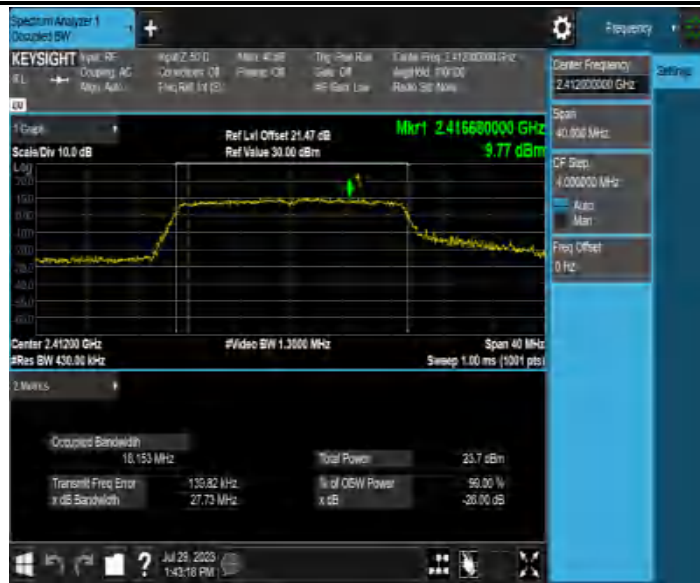 Spectrum Analyzer 1
Occupied BW
Frequency
KEYSIGHT Input: RF
Coupling: AC
Align: Auto
Input Z: 50 Ω
Corrections: Off
Freq Ref: Int (S)
Atten: 40 dB
Preamp: Off
Trig: Free Run
Gate: Off
#IF Gain: Low
Center Freq: 2.412000000 GHz
Avg|Hold: 100/100
Radio Std: None
1 Graph
Scale/Div 10.0 dB
Ref Lvl Offset 21.47 dB
Ref Value 30.00 dBm
Mkr1 2.416680000 GHz
9.77 dBm
Log
Center 2.41200 GHz
#Res BW 430.00 kHz
#Video BW 1.3000 MHz
Span 40 MHz
Sweep 1.00 ms (1001 pts)
2 Metrics
Occupied Bandwidth
18.153 MHz
Total Power
23.7 dBm
Transmit Freq Error
139.82 kHz
% of OBW Power
99.00 %
x dB Bandwidth
27.73 MHz
x dB
-26.00 dB
Jul 29, 2023
1:43:18 PM
Center Frequency
2.412000000 GHz
Settings
Span
40.000 MHz
CF Step
4.000000 MHz
Auto
Man
Freq Offset
0 Hz